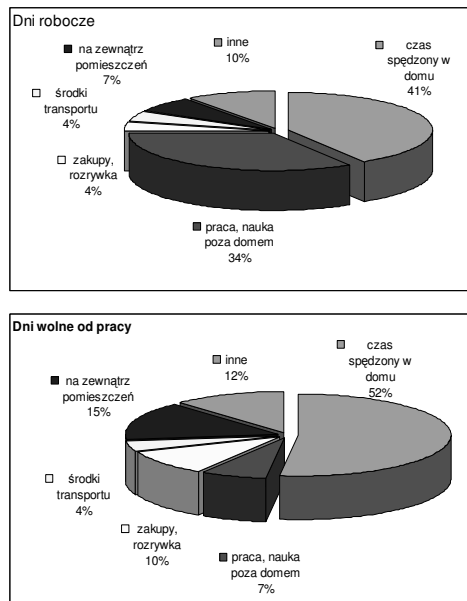 Dni robocze
inne
10%
czas
spędzony w
domu
41%
na zewnątrz
pomieszczeń
7%
środki
transportu
4%
zakupy,
rozrywka
4%
praca, nauka
poza domem
34%
Dni wolne od pracy
inne
12%
czas
spędzony w
domu
52%
na zewnątrz
pomieszczeń
15%
środki
transportu
4%
zakupy,
rozrywka
10%
praca, nauka
poza domem
7%